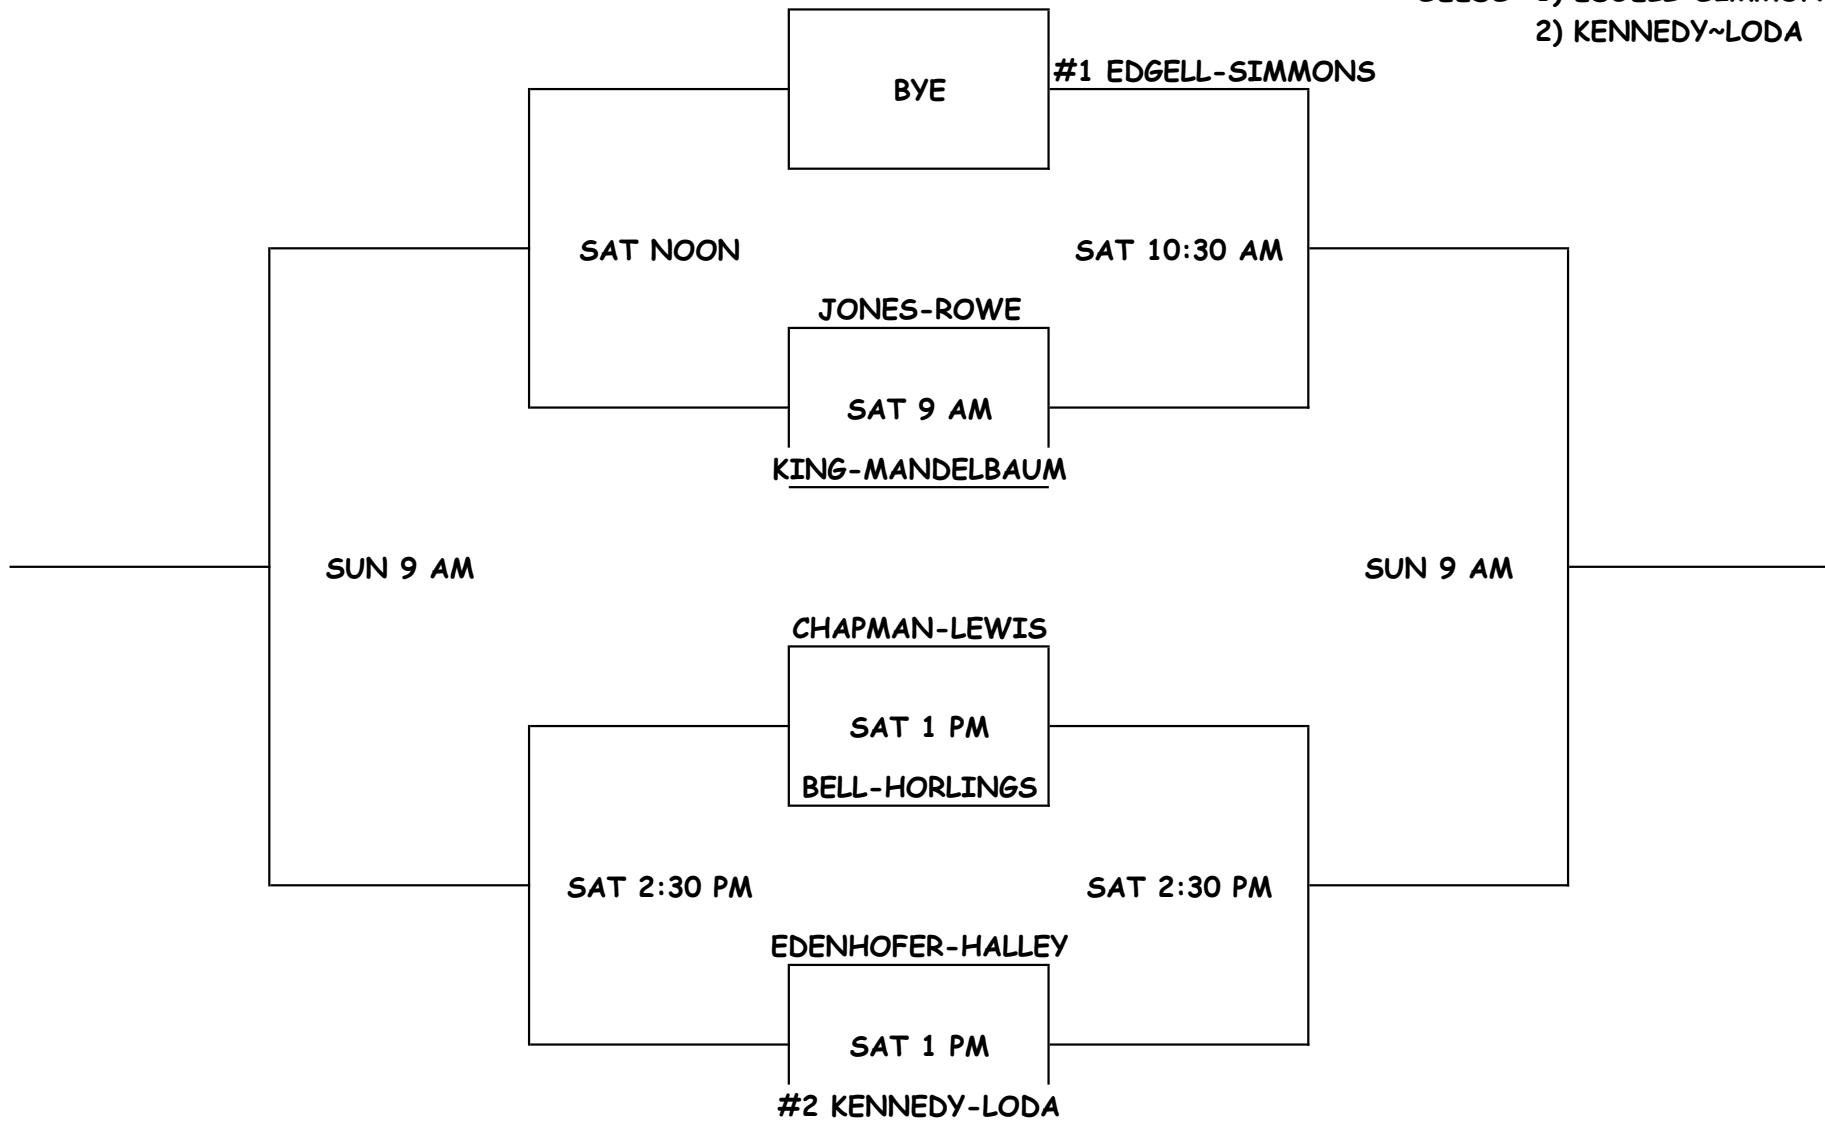 2) KENNEDY~LODA
#1 EDGELL-SIMMONS
BYE
SAT NOON
SAT 10:30 AM
JONES-ROWE
SAT 9 AM
KING-MANDELBAUM
SUN 9 AM
SUN 9 AM
CHAPMAN-LEWIS
SAT 1 PM
BELL-HORLINGS
SAT 2:30 PM
SAT 2:30 PM
EDENHOFER-HALLEY
SAT 1 PM
#2 KENNEDY-LODA